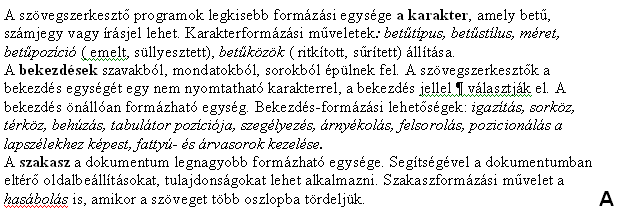 A szövegszerkesztő programok legkisebb formázási egysége a karakter, amely betű,
számjegy vagy írásjel lehet. Karakterformázási műveletek.: betűtípus, betűstílus, méret,
betűpozíció ( emelt, süllyesztett), betűközök ( ritkított, sűrített) állítása.
A bekezdések szavakból, mondatokból, sorokból épülnek fel. A szövegszerkesztők a
bekezdés egységét egy nem nyomtatható karakterrel, a bekezdés jellel ¶ választják el. A
bekezdés önállóan formázható egység. Bekezdés-formázási lehetőségek: igazítás, sorköz,
térköz, behúzás, tabulátor pozíciója, szegélyezés, árnyékolás, felsorolás, pozicionálás a
lapszélekhez képest, fattyú- és árvasorok kezelése.
A szakasz a dokumentum legnagyobb formázható egysége. Segítségével a dokumentumban
eltérő oldalbeállításokat, tulajdonságokat lehet alkalmazni. Szakaszformázási művelet a
hasábolás is, amikor a szöveget több oszlopba tördeljük.
A